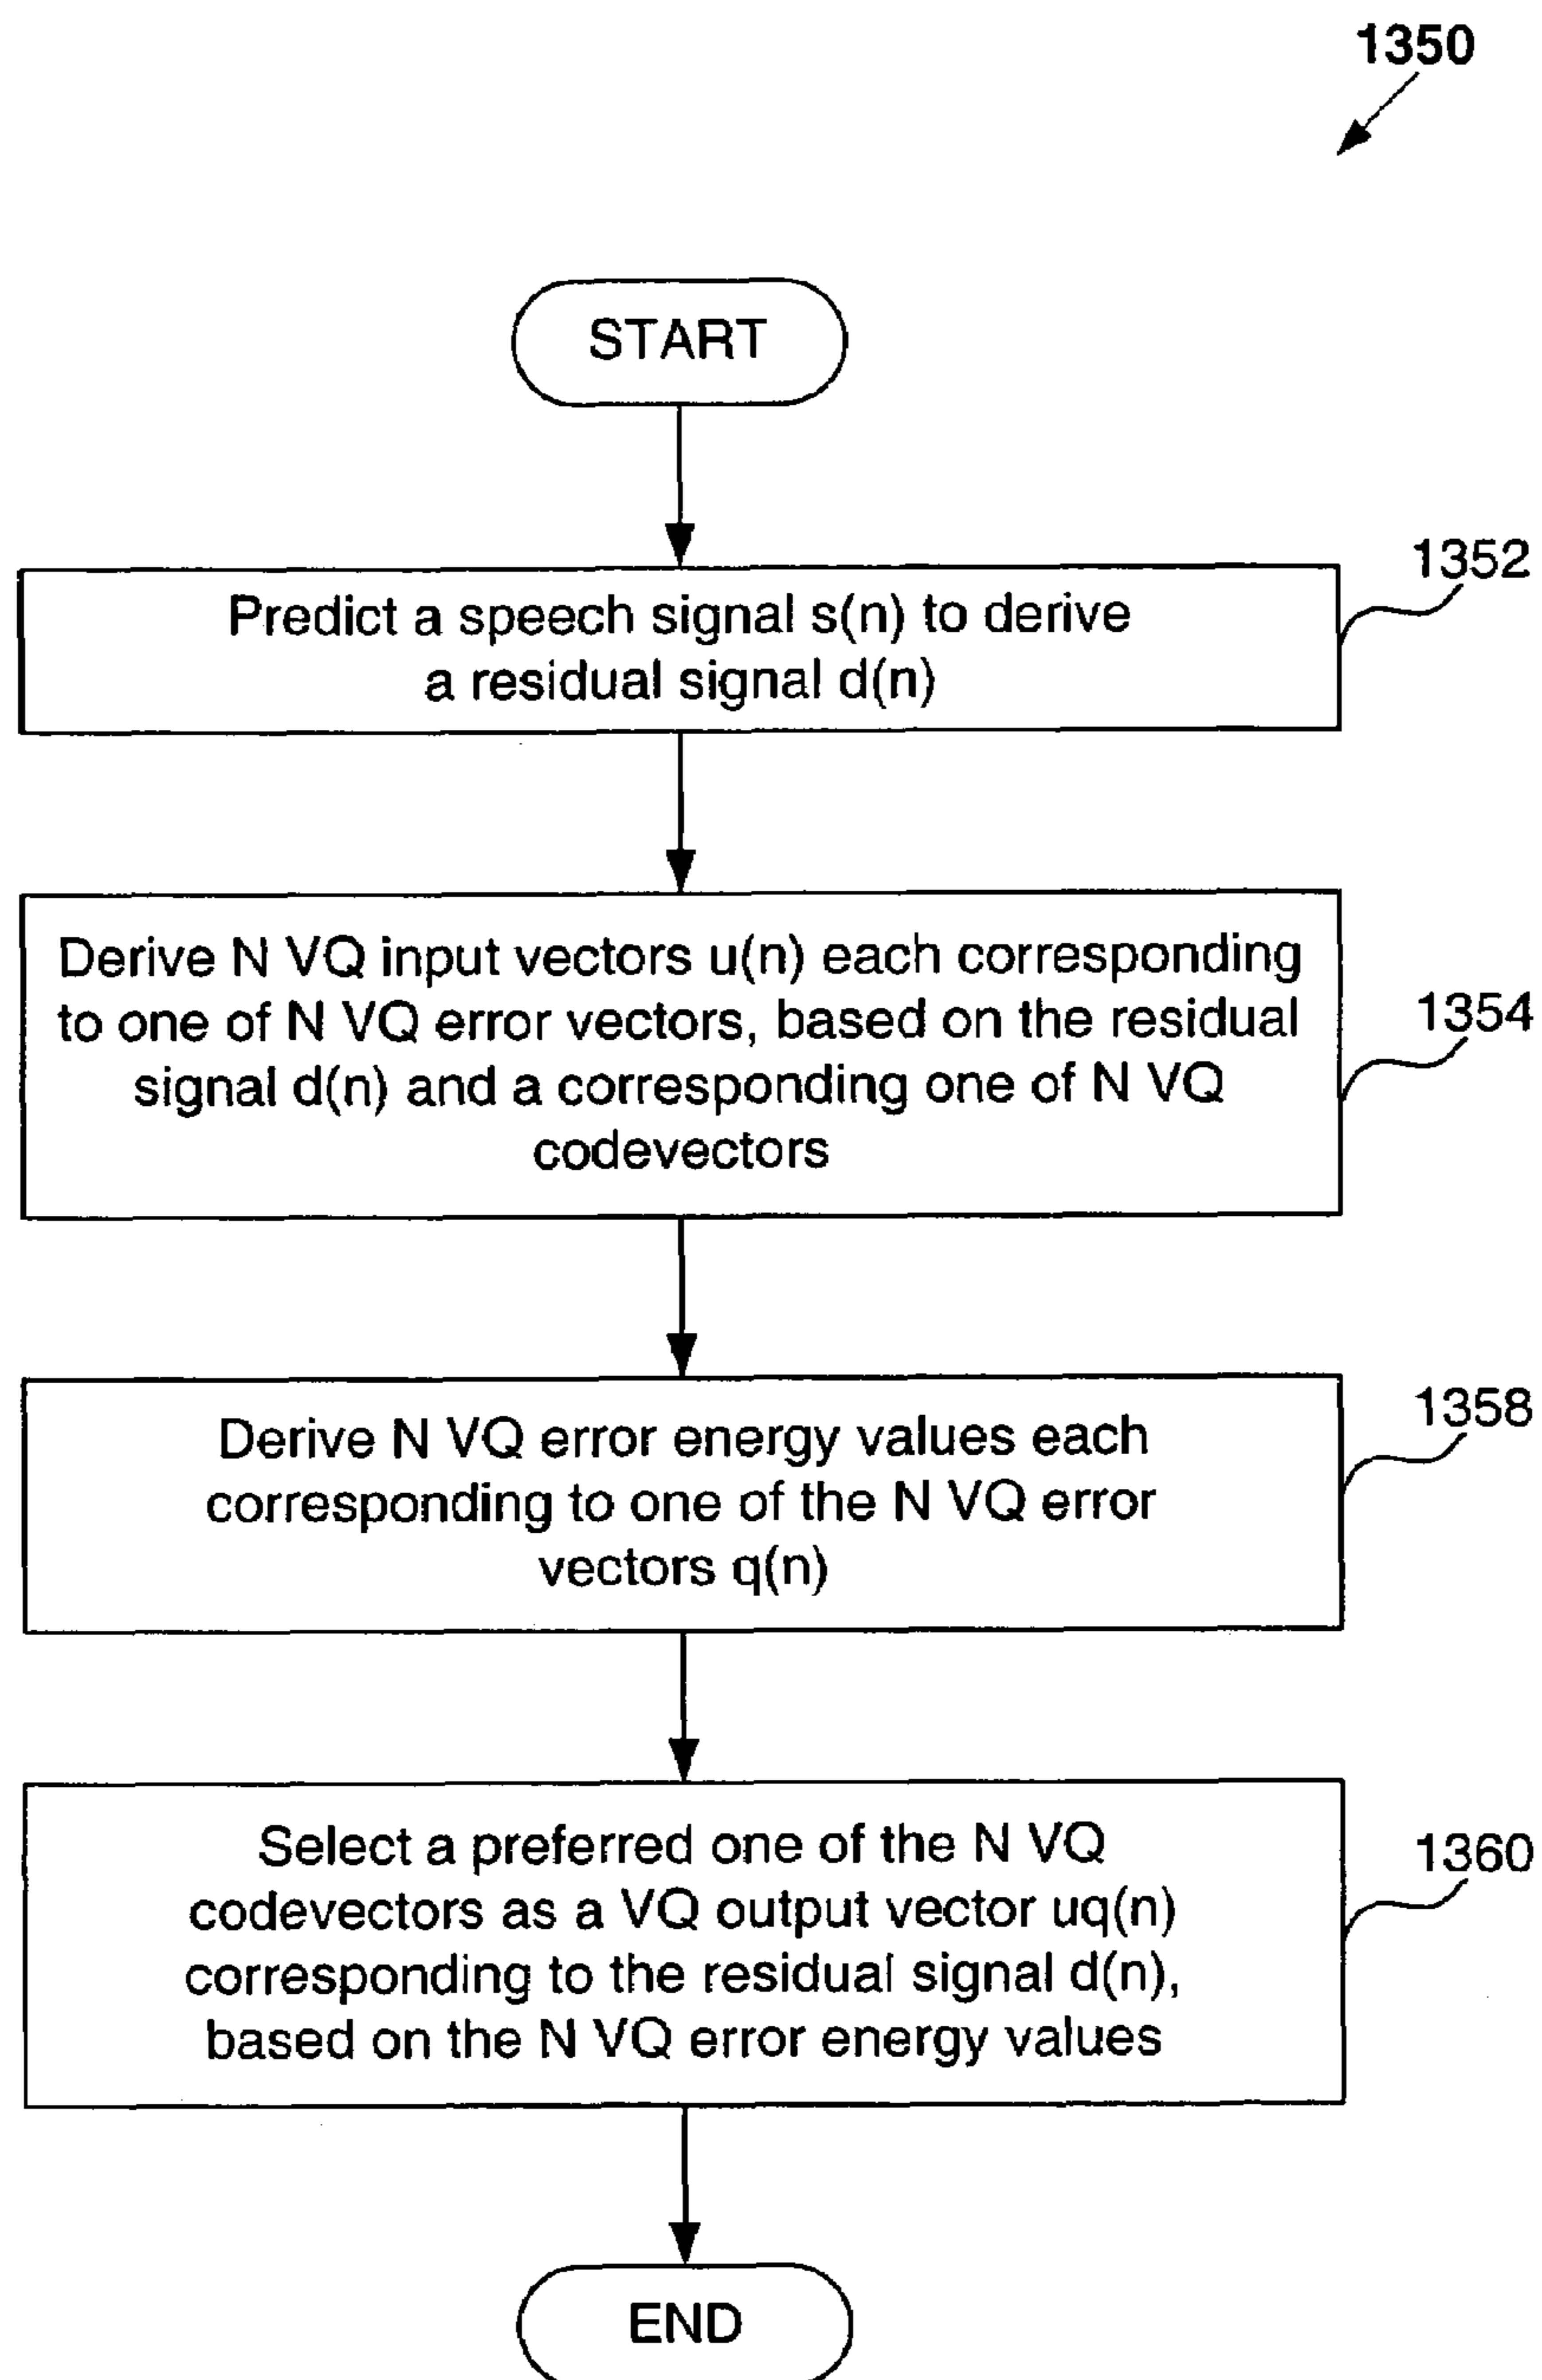 1350
START
1352
Predict a speech signal s(n) to derive
a residual signal d(n)
Derive N VQ input vectors u(n) each corresponding
to one of N VQ error vectors, based on the residual
signal d(n) and a corresponding one of N VQ
codevectors
1354
Derive N VQ error energy values each
corresponding to one of the N VQ error
vectors q(n)
1358
Select a preferred one of the N VQ
codevectors as a VQ output vector uq(n)
corresponding to the residual signal d(n),
based on the N VQ error energy values
1360
END